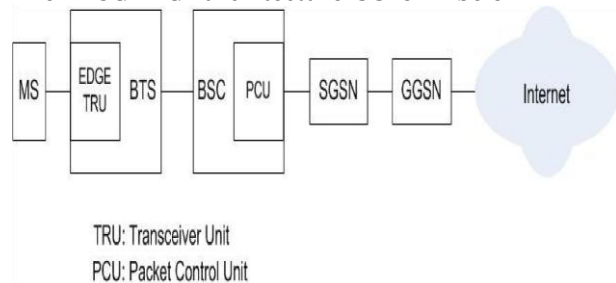 MS
EDGE
TRU
BTS
BSC
PCU
SGSN
GGSN
Internet
TRU: Transceiver Unit
PCU: Packet Control Unit